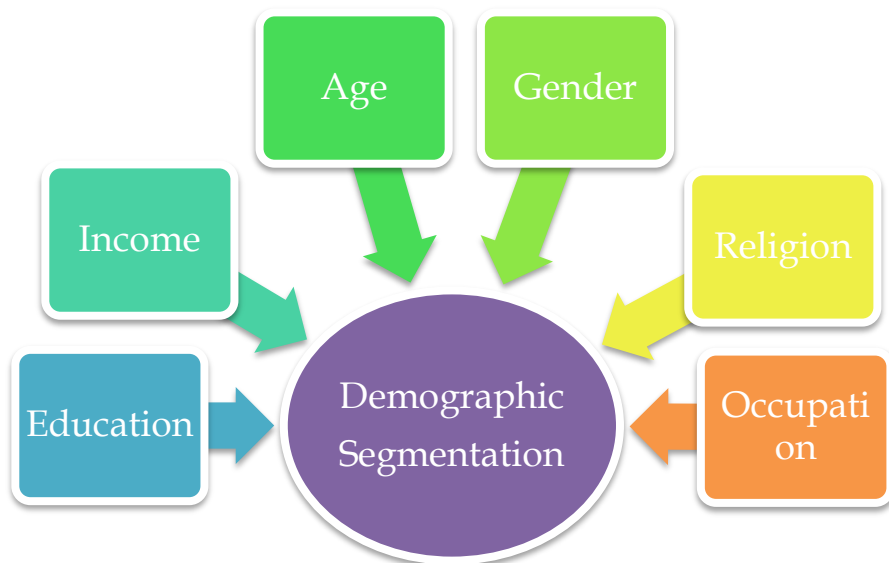 Age
Gender
Income
Religion
Education
Demographic
Segmentation
Occupati
on